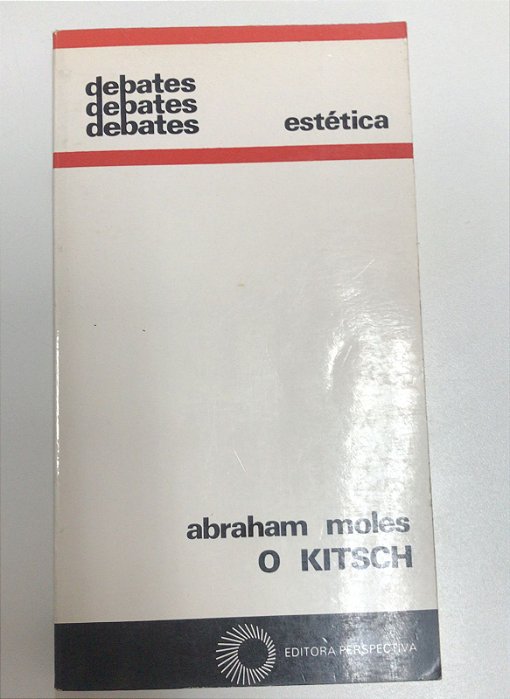 debates
debates
debates
estética
abraham moles
O KITSCH
EDITORA PERSPECTIVA